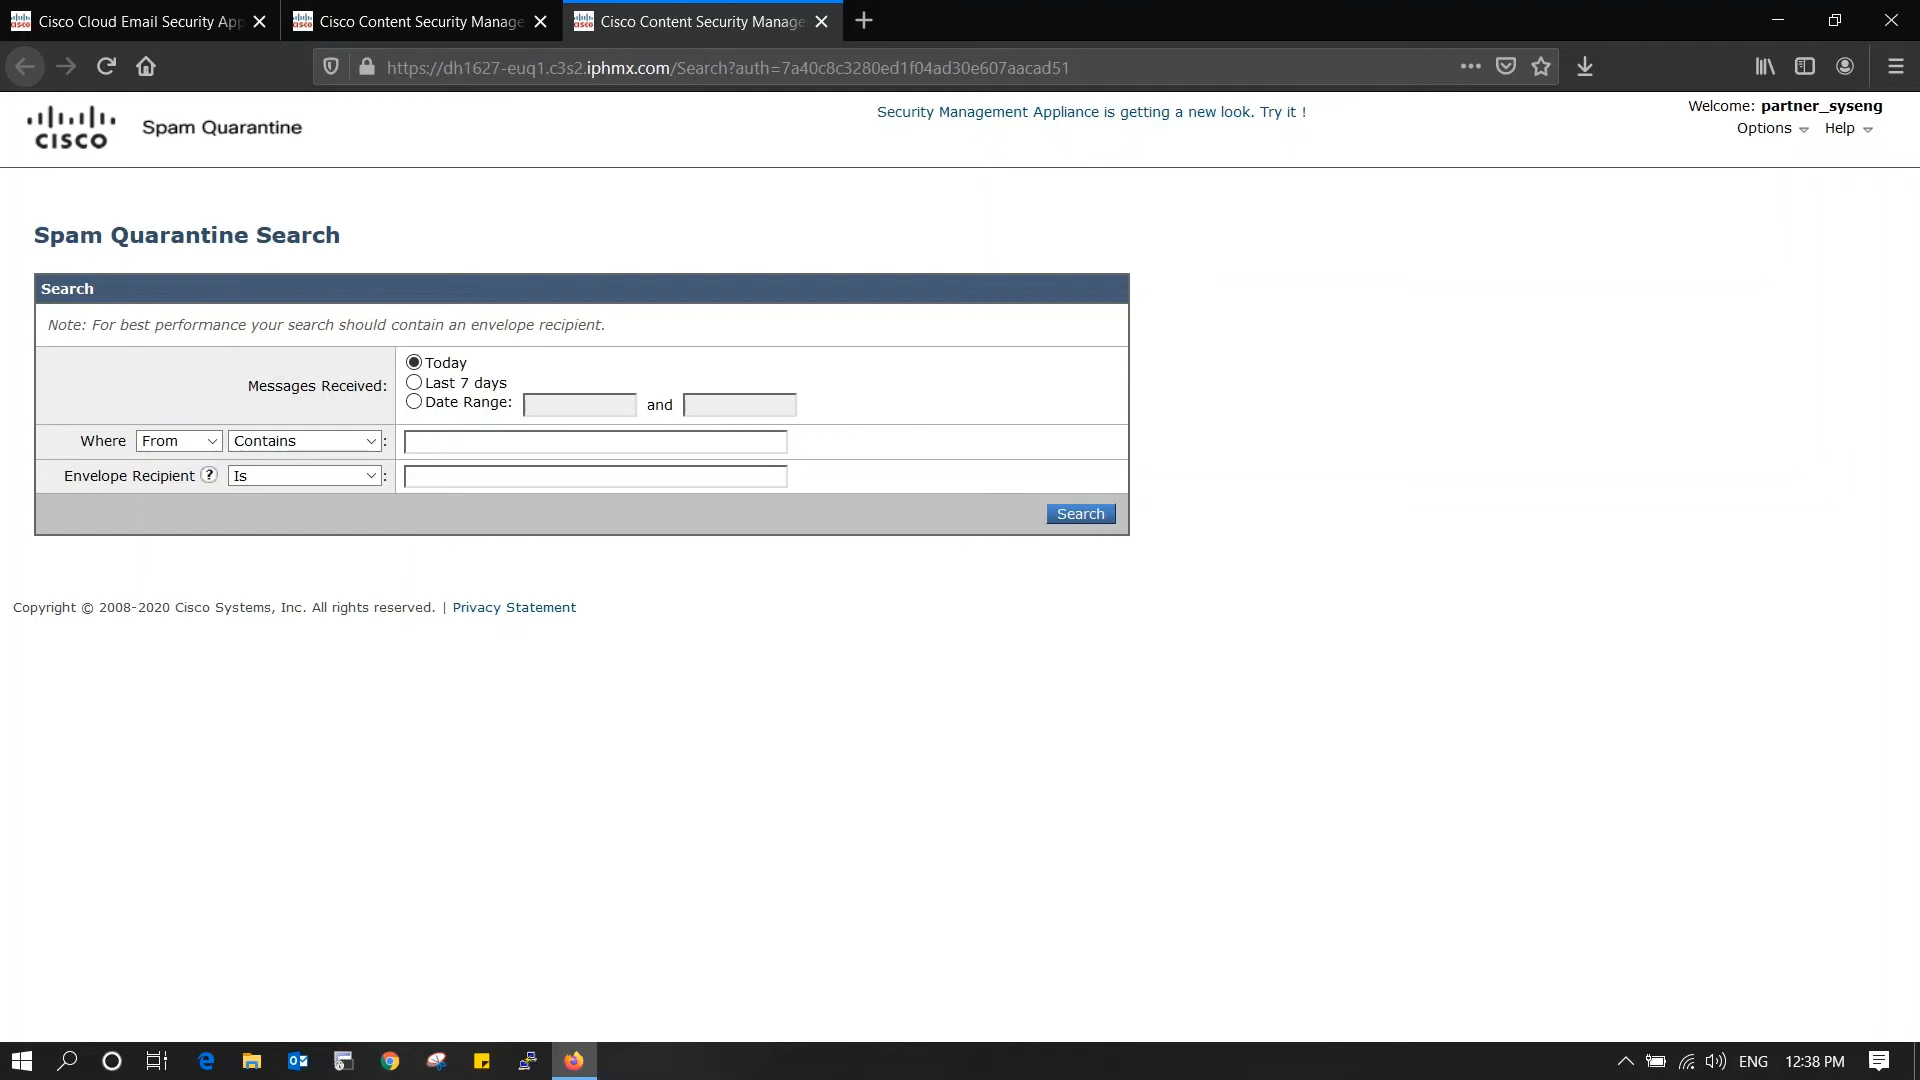 Cisco Cloud Email Security App
Cisco Content Security Manage
Cisco Content Security Manage
https://dh1627-euq1.c3s2.iphmx.com/Search?auth=7a40c8c3280ed1f04ad30e607aacad51
CISCO
Spam Quarantine
Security Management Appliance is getting a new look. Try it !
Welcome: partner_syseng
Options Help
Spam Quarantine Search
Search
Note: For best performance your search should contain an envelope recipient.
Messages Received:
Today
Last 7 days
Date Range: and
Where From Contains :
Envelope Recipient ? Is :
Search
Copyright © 2008-2020 Cisco Systems, Inc. All rights reserved. | Privacy Statement
ENG 12:38 PM